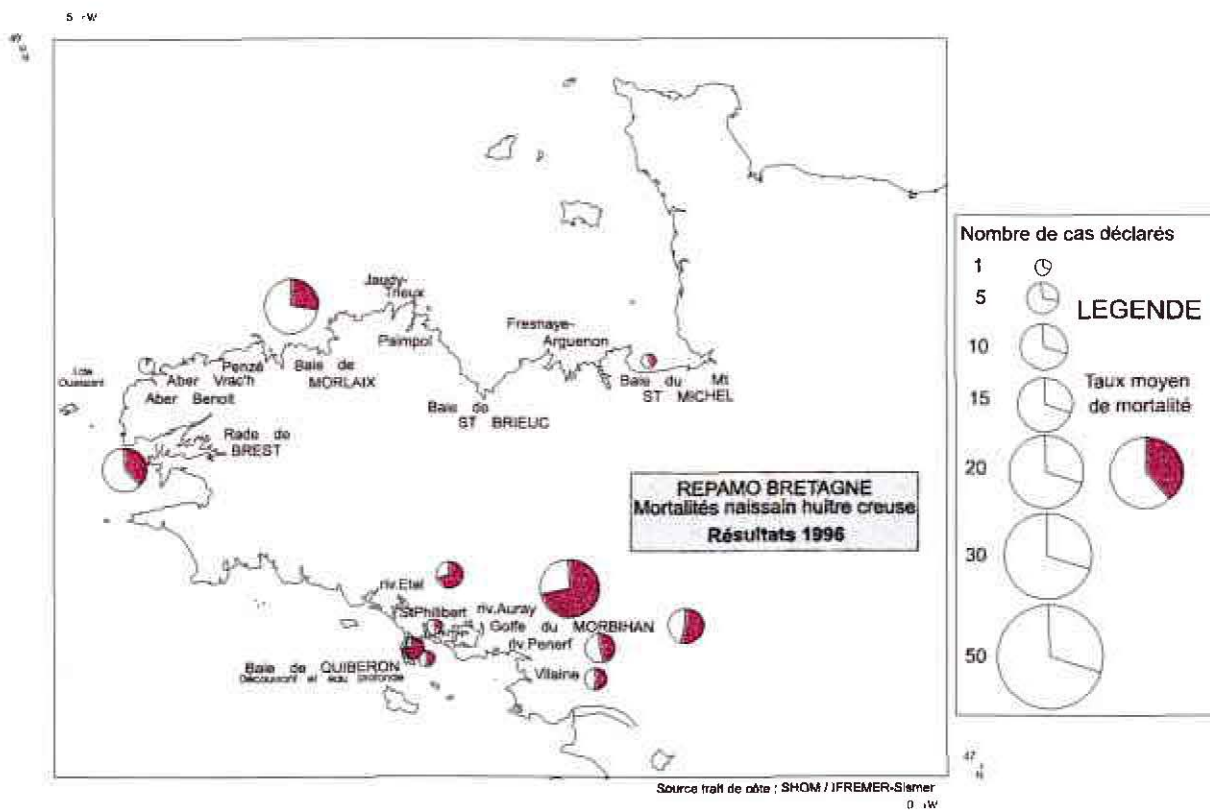 Jaudy-
Trieux
Paimpol
Fresnaye-
Arguenon
Penzé
Baie de
MORLAIX
Aber Vrac'h
Aber Benoit
I.de
Ouessant
Baie de
ST BRIEUC
Baie du Mt
ST MICHEL
Rade de
BREST
REPAMO BRETAGNE
Mortalités naissain huître creuse
Résultats 1996
riv.Etel
St Philibert
riv.Auray
Golfe du MORBIHAN
riv.Penerf
Vilaine
Baie de QUIBERON
Découvrant et eau profonde
Source trait de côte : SHOM / IFREMER-Sismer
Nombre de cas déclarés
1
5
LEGENDE
10
Taux moyen
de mortalité
15
20
30
50